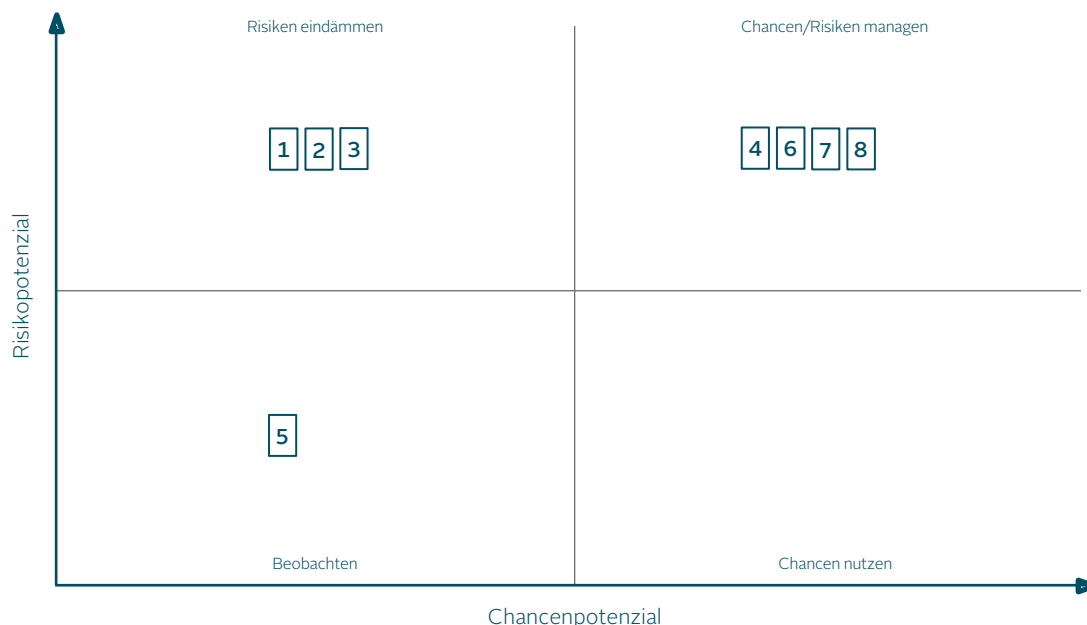 Risiken eindämmen
Chancen/Risiken managen
1 2 3
4 6 7 8
Risikopotenzial
5
Beobachten
Chancen nutzen
Chancenpotenzial